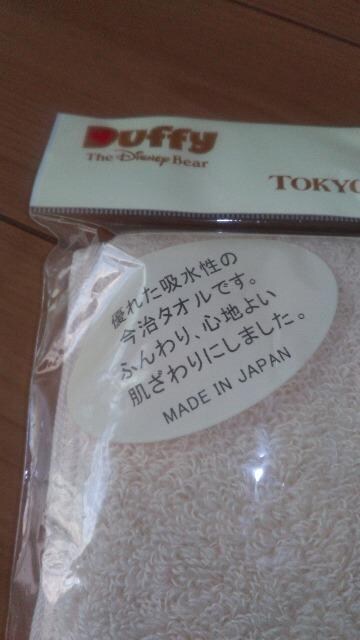 Duffy
The Disney Bear
TOKYO
優れた吸水性の
今治タオルです。
ふんわり、心地よい
肌ざわりにしました。
MADE IN JAPAN